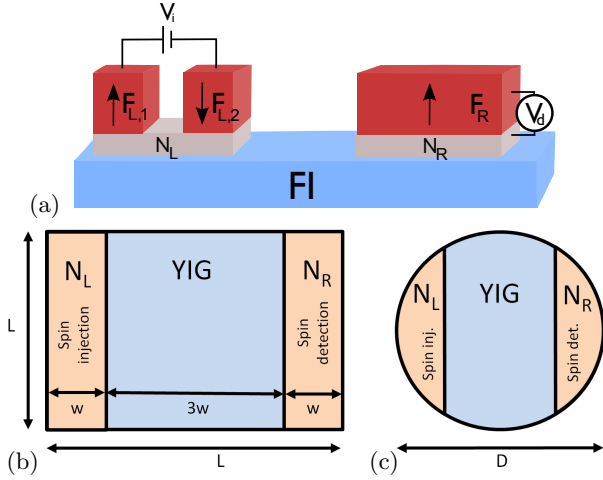 V_i
F_L,1
F_L,2
F_R
V_d
N_L
N_R
FI
(a)
N_L
YIG
N_R
Spin
injection
Spin
detection
L
w
3w
w
L
(b)
N_L
YIG
N_R
Spin inj.
Spin det.
D
(c)